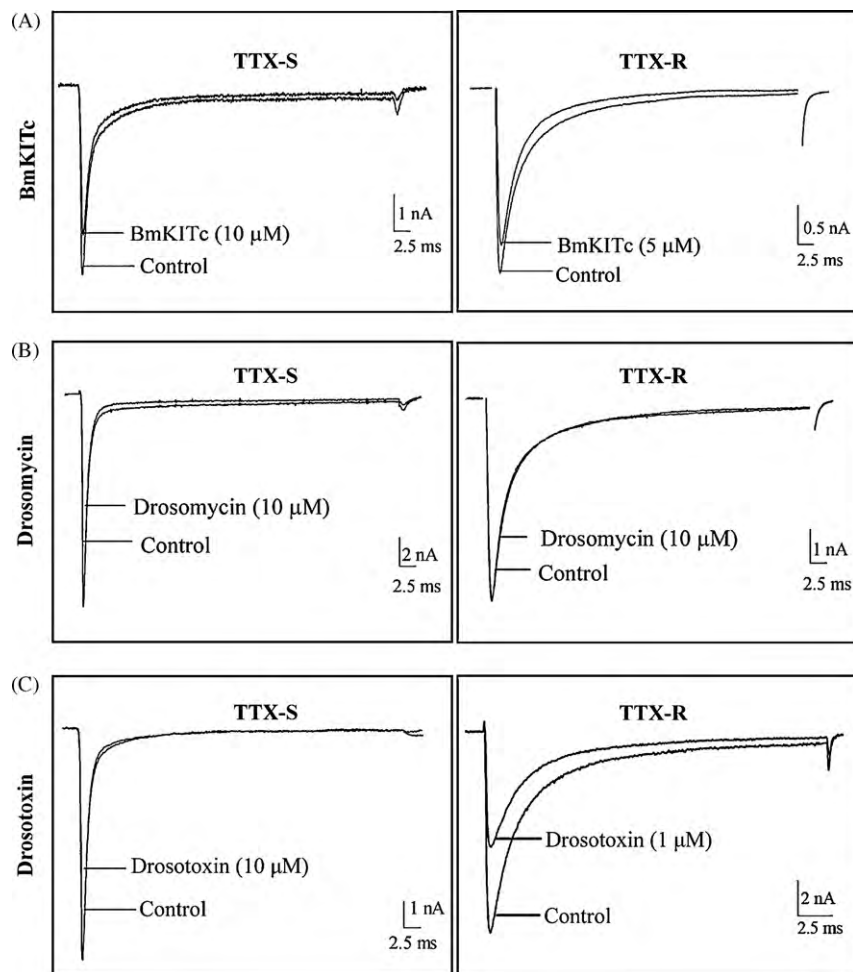 (A)
BmKITc
TTX-S
BmKITc (10 μM)
Control
1 nA
2.5 ms
TTX-R
BmKITc (5 μM)
Control
0.5 nA
2.5 ms
(B)
Drosomycin
TTX-S
Drosomycin (10 μM)
Control
2 nA
2.5 ms
TTX-R
Drosomycin (10 μM)
Control
1 nA
2.5 ms
(C)
Drosotoxin
TTX-S
Drosotoxin (10 μM)
Control
1 nA
2.5 ms
TTX-R
Drosotoxin (1 μM)
Control
2 nA
2.5 ms